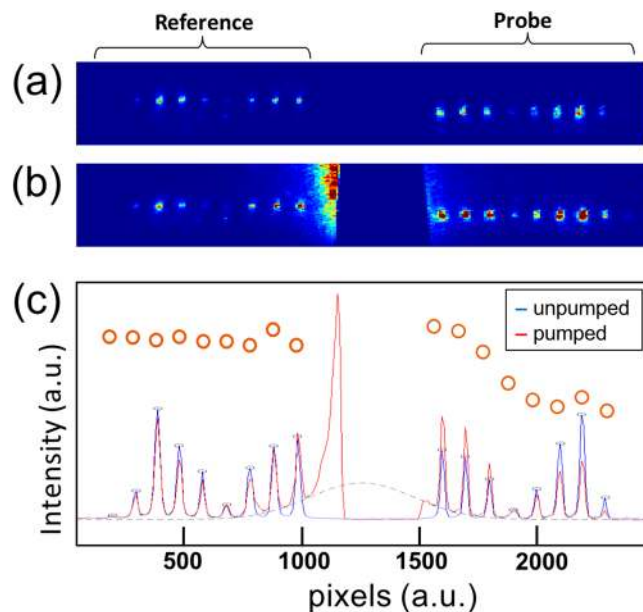 Reference Probe
(a)
(b)
(c)
unpumped
pumped
Intensity (a.u.)
500 1000 1500 2000
pixels (a.u.)